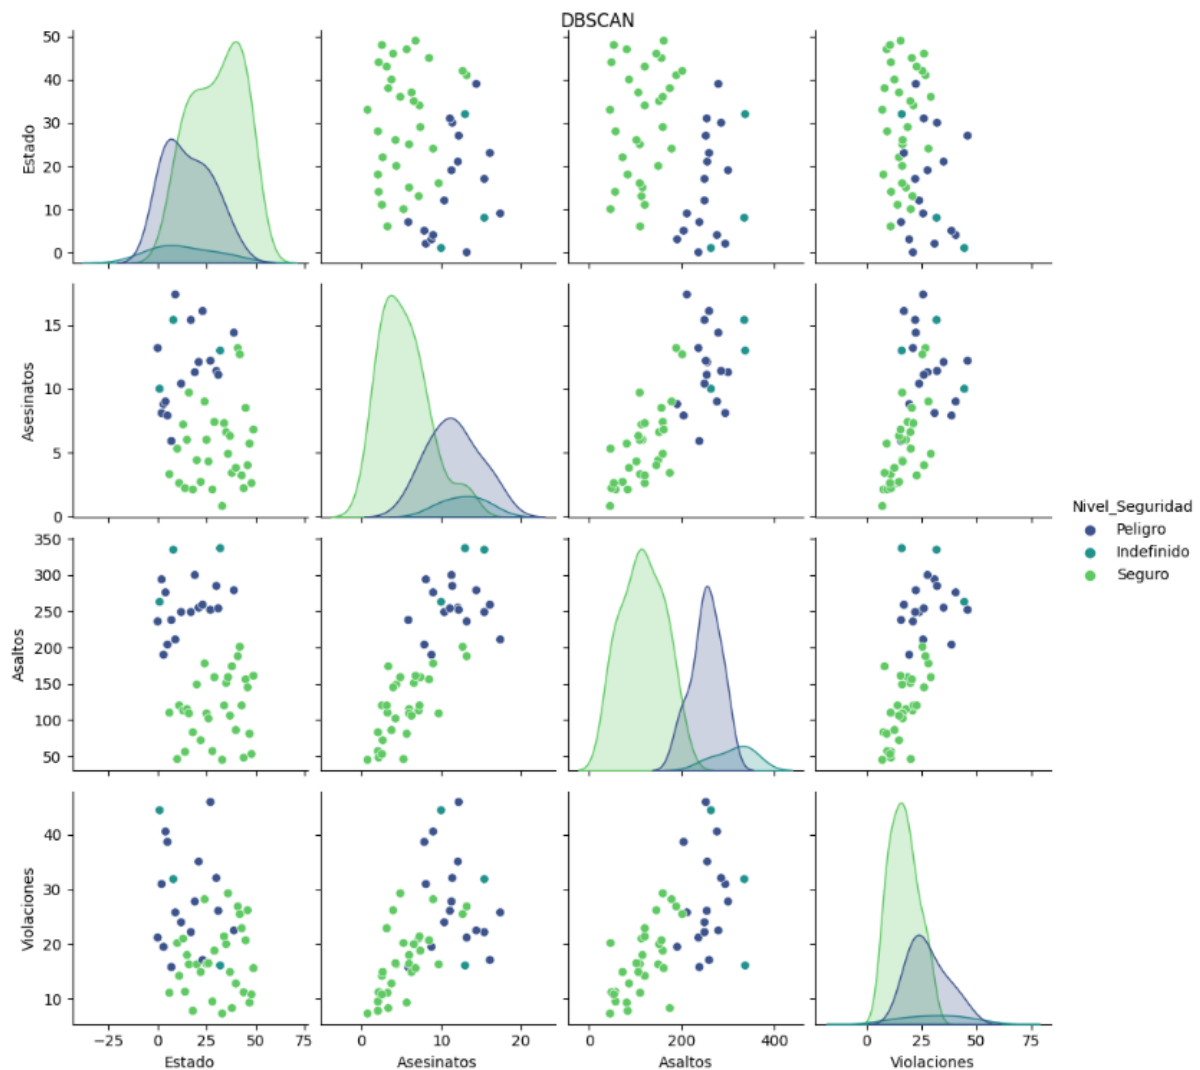 DBSCAN
50
40
30
20
10
0
Estado
15
10
5
0
Asesinatos
350
300
250
200
150
100
50
Asaltos
40
30
20
10
Violaciones
−25 0 25 50 75
Estado
0 10 20
Asesinatos
0 200 400
Asaltos
0 25 50 75
Violaciones
Nivel_Seguridad
Peligro
Indefinido
Seguro